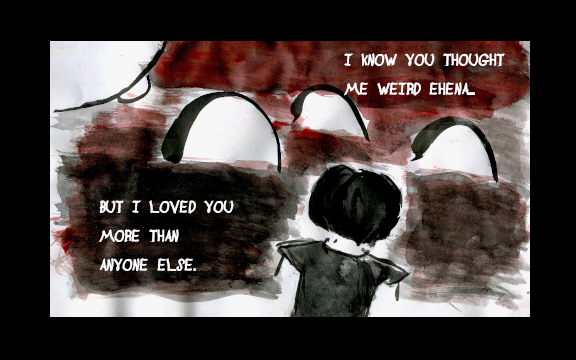 I KNOW YOU THOUGHT
ME WEIRD EHENA...
BUT I LOVED YOU
MORE THAN
ANYONE ELSE.